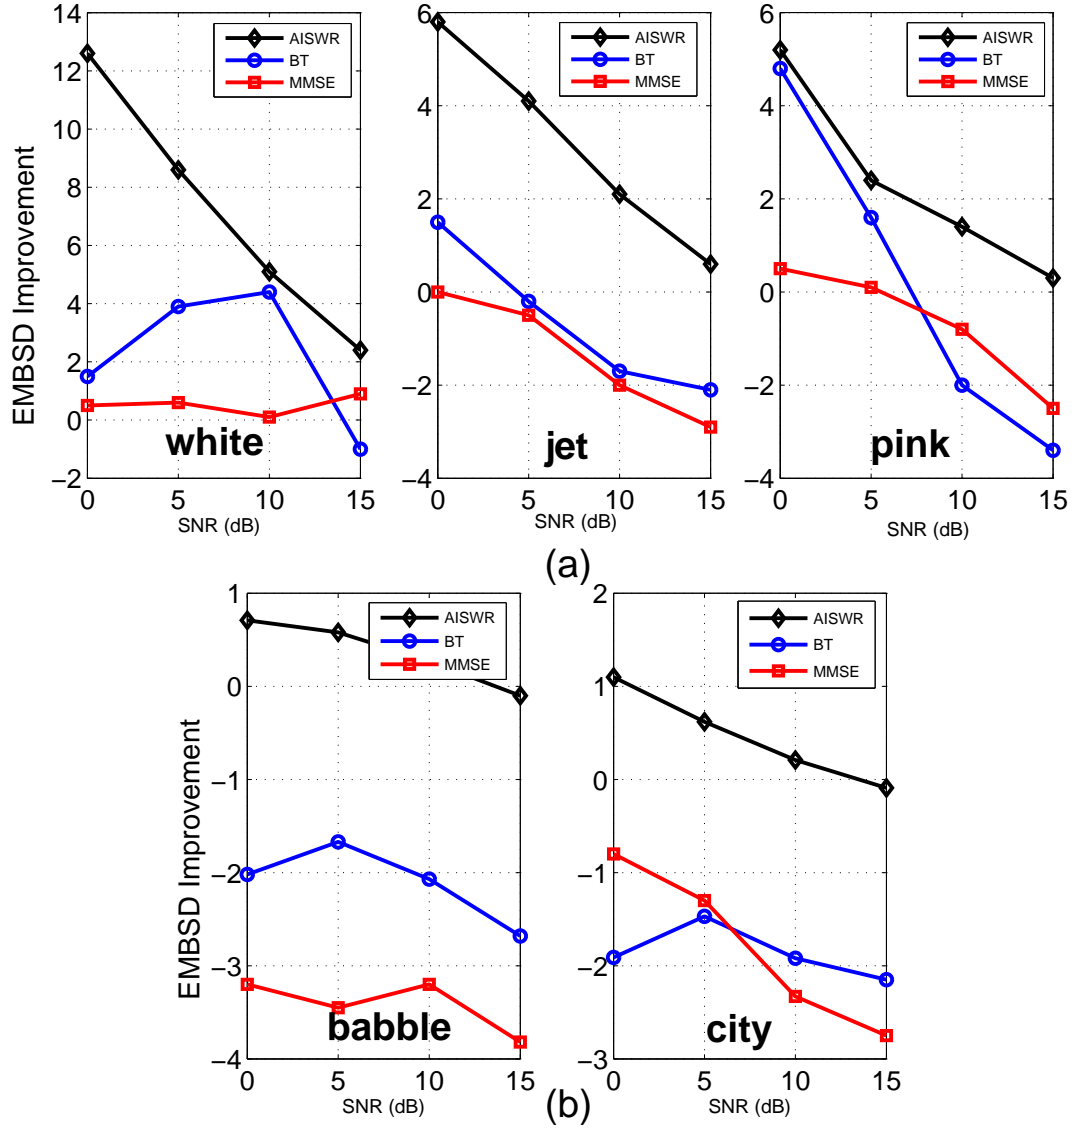 EMBSD Improvement
14
12
10
8
6
4
2
0
−2
0 5 10 15
SNR (dB)
AISWR
BT
MMSE
white
6
4
2
0
−2
−4
0 5 10 15
SNR (dB)
AISWR
BT
MMSE
jet
6
4
2
0
−2
−4
0 5 10 15
SNR (dB)
AISWR
BT
MMSE
pink
(a)
EMBSD Improvement
1
0
−1
−2
−3
−4
0 5 10 15
SNR (dB)
AISWR
BT
MMSE
babble
2
1
0
−1
−2
−3
0 5 10 15
SNR (dB)
AISWR
BT
MMSE
city
(b)